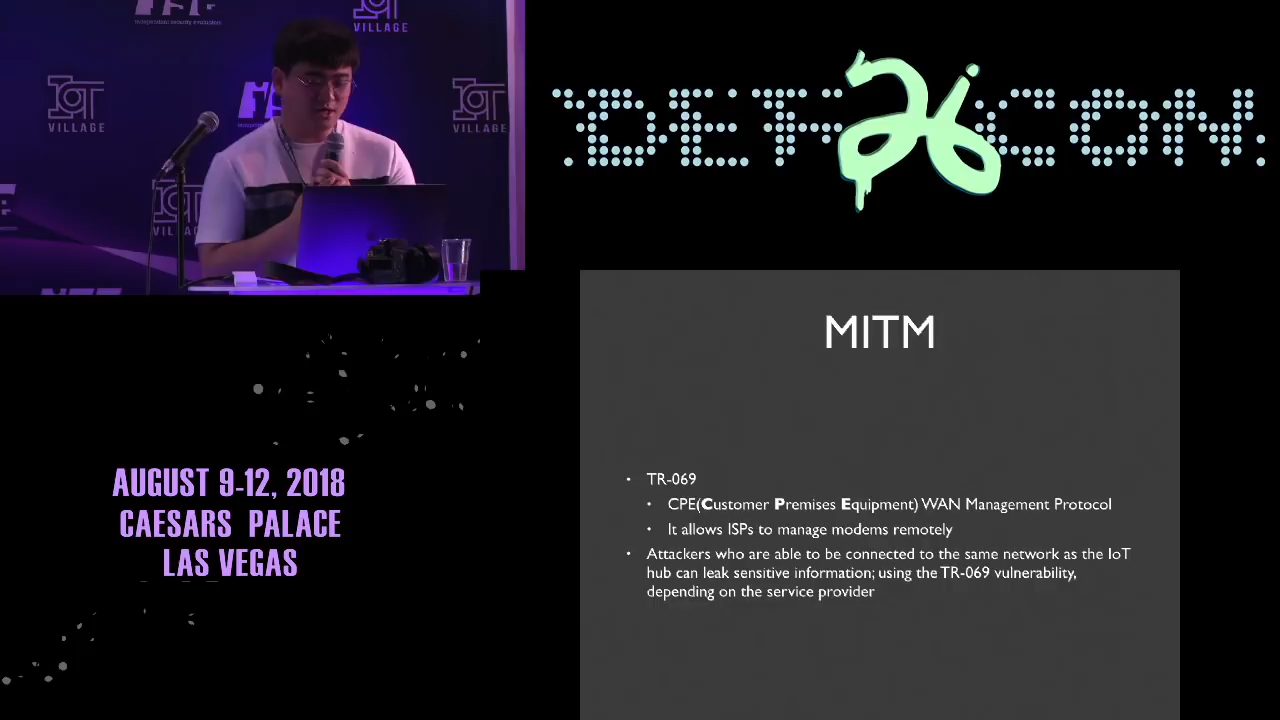 independent security evaluators
VILLAGE
IOT
VILLAGE
IOT
VILLAGE
IOT
DEF CON
26
MITM
• TR-069
• CPE(Customer Premises Equipment) WAN Management Protocol
• It allows ISPs to manage modems remotely
• Attackers who are able to be connected to the same network as the IoT
hub can leak sensitive information; using the TR-069 vulnerability,
depending on the service provider
AUGUST 9-12, 2018
CAESARS PALACE
LAS VEGAS